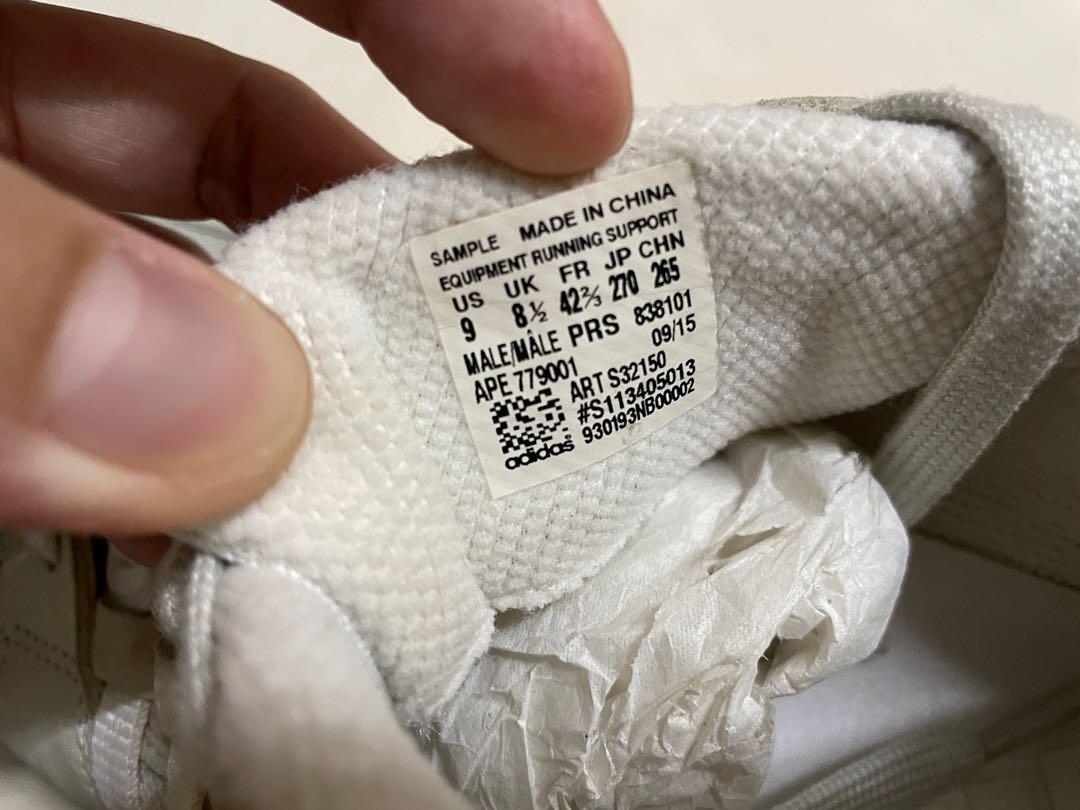 SAMPLE MADE IN CHINA
EQUIPMENT RUNNING SUPPORT
US UK FR JP CHN
9 8½ 42⅔ 270 265
MALE/MÂLE PRS 838101
APE 779001 09/15
ART S32150
#S113405013
930193NB00002
adidas